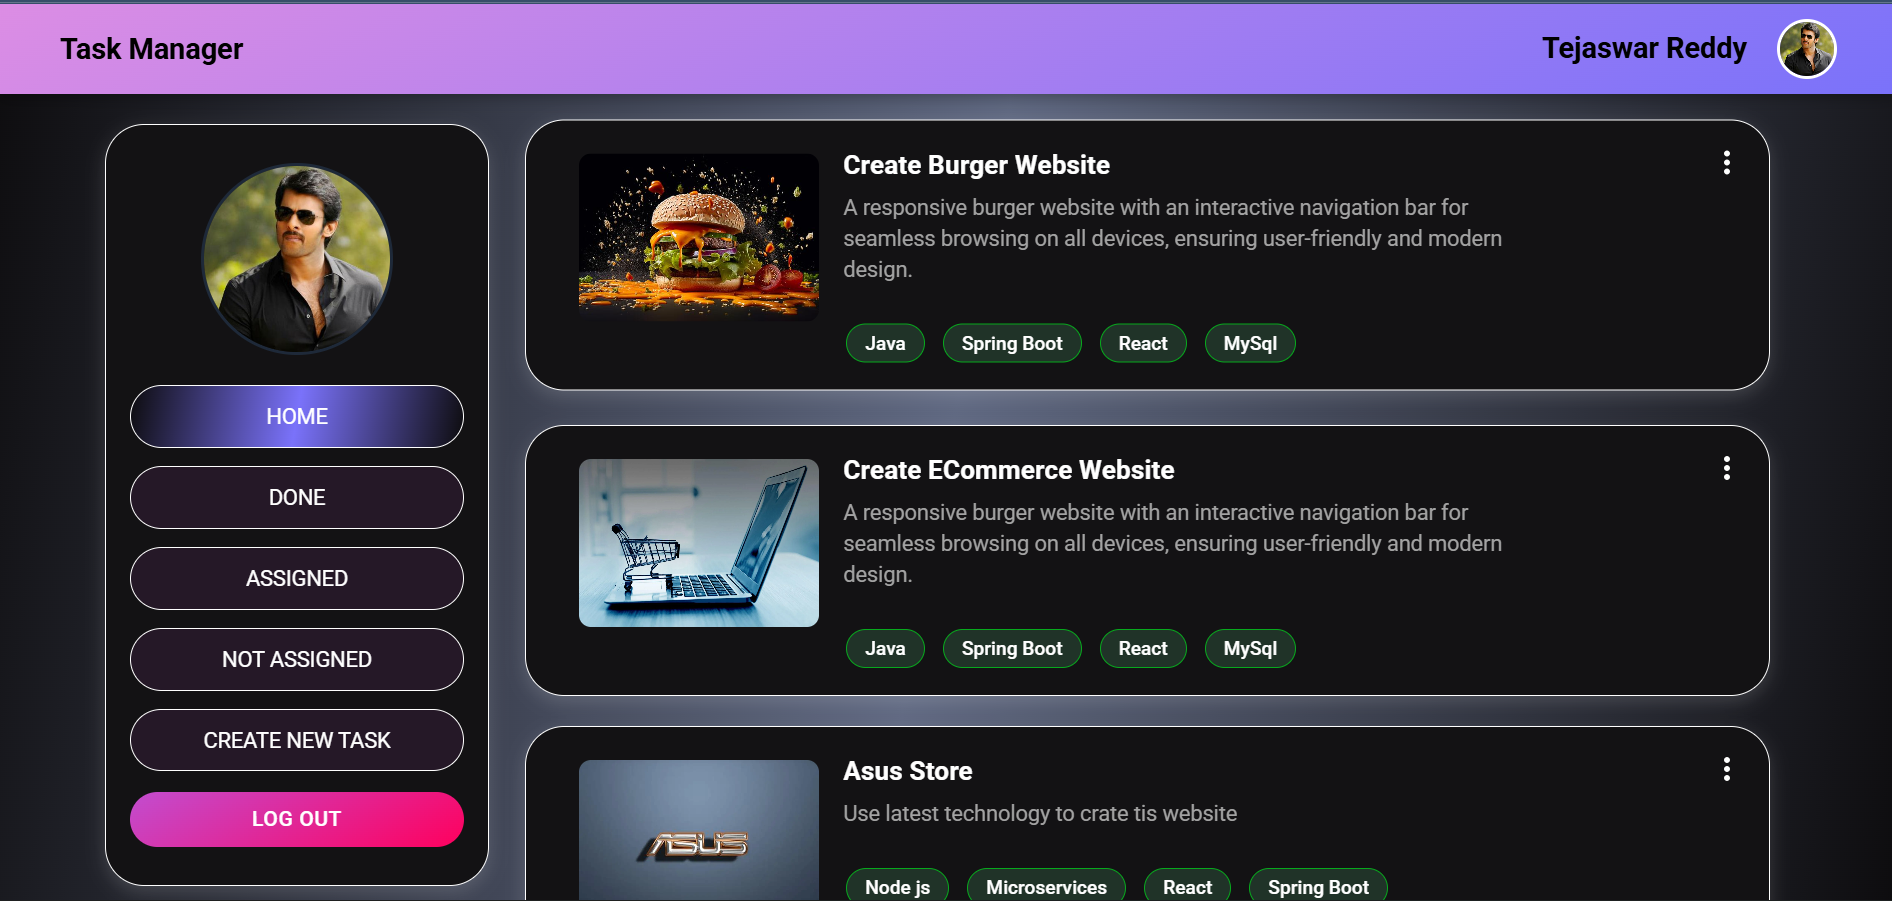 Task Manager
Tejaswar Reddy
HOME
DONE
ASSIGNED
NOT ASSIGNED
CREATE NEW TASK
LOG OUT
Create Burger Website
A responsive burger website with an interactive navigation bar for
seamless browsing on all devices, ensuring user-friendly and modern
design.
Java Spring Boot React MySql
Create ECommerce Website
A responsive burger website with an interactive navigation bar for
seamless browsing on all devices, ensuring user-friendly and modern
design.
Java Spring Boot React MySql
ASUS
Asus Store
Use latest technology to crate tis website
Node js Microservices React Spring Boot